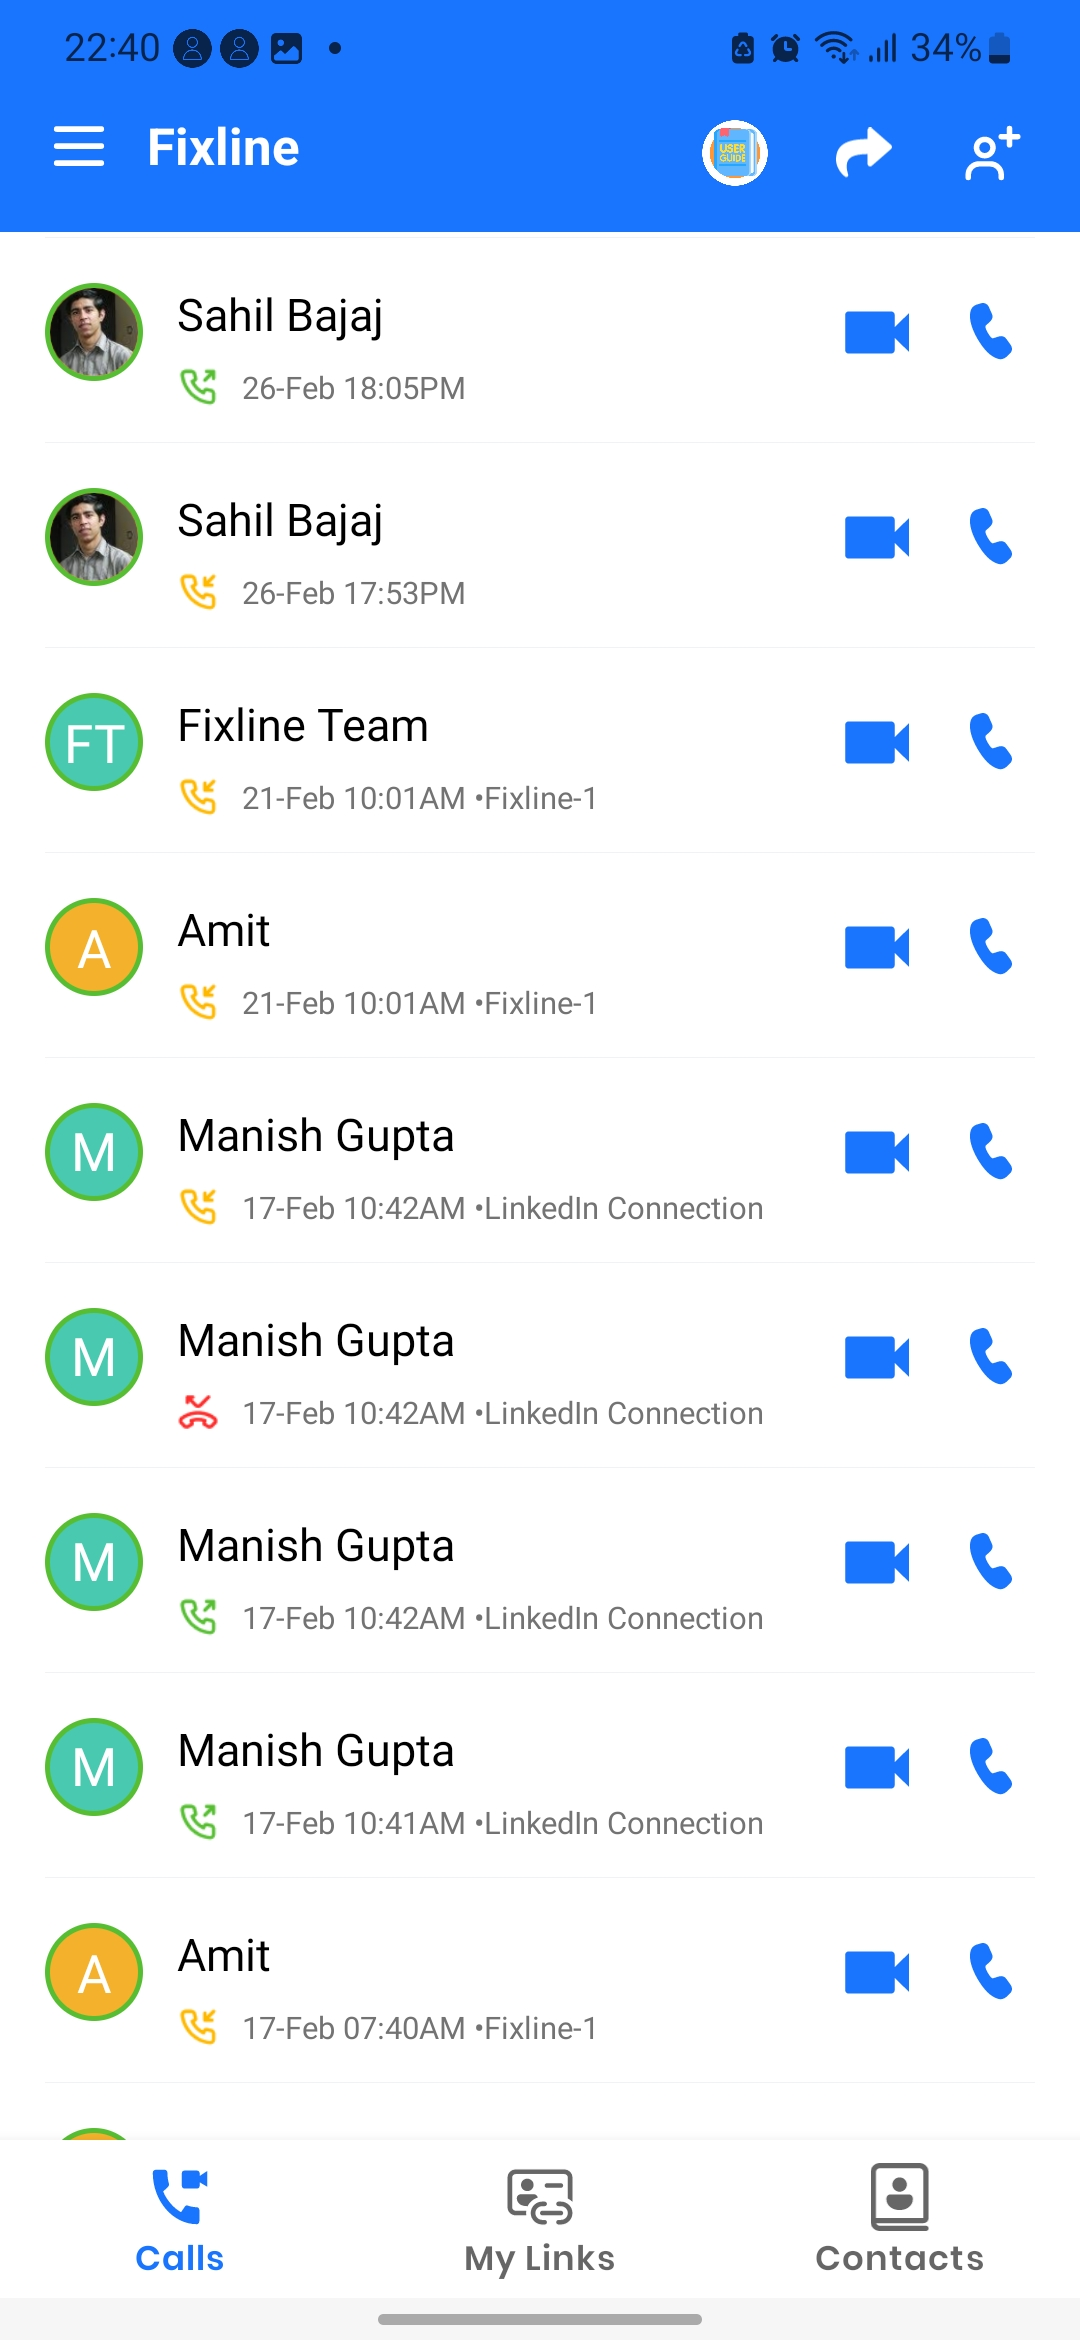 22:40 34%
Fixline
USER
GUIDE
Sahil Bajaj
26-Feb 18:05PM
Sahil Bajaj
26-Feb 17:53PM
FT
Fixline Team
21-Feb 10:01AM •Fixline-1
A
Amit
21-Feb 10:01AM •Fixline-1
M
Manish Gupta
17-Feb 10:42AM •LinkedIn Connection
M
Manish Gupta
17-Feb 10:42AM •LinkedIn Connection
M
Manish Gupta
17-Feb 10:42AM •LinkedIn Connection
M
Manish Gupta
17-Feb 10:41AM •LinkedIn Connection
A
Amit
17-Feb 07:40AM •Fixline-1
Calls My Links Contacts